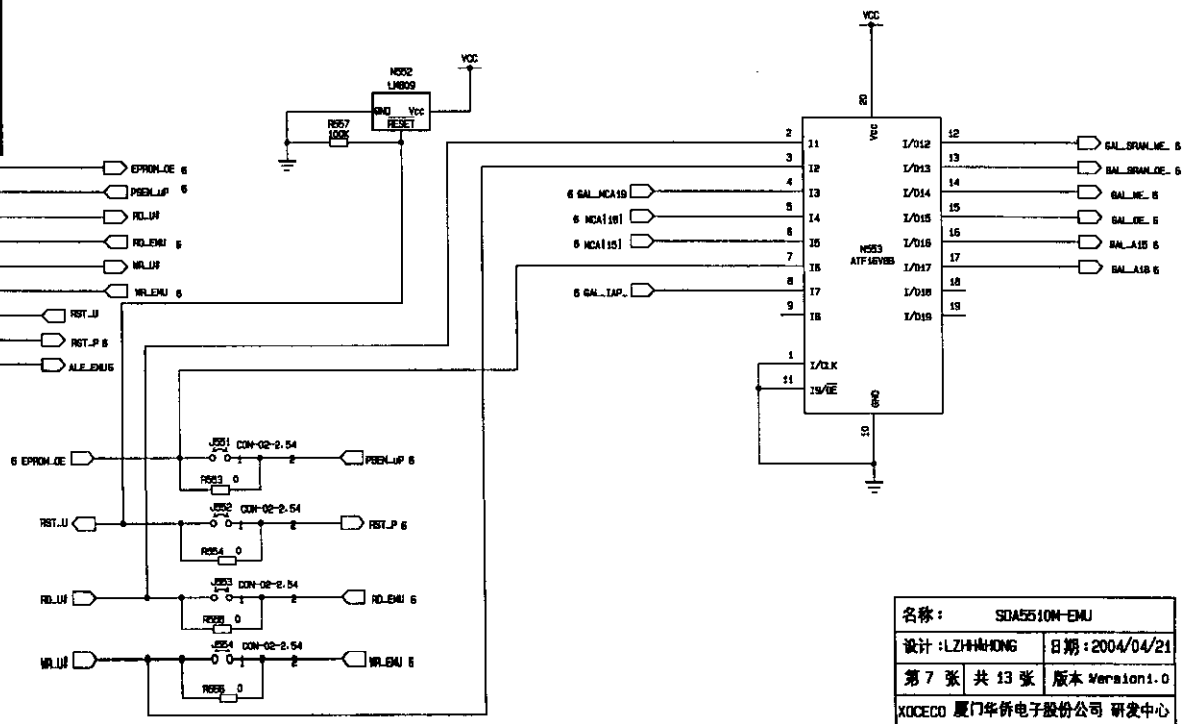 VCC
VCC
N552
LM809
GND Vcc
RESET
R557
100K
20
Vcc
2 I1 I/O12 12 GAL_SRAM_WE_ 6
3 I2 I/O13 13 GAL_SRAM_OE_ 6
6 GAL_MCA19 4 I3 I/O14 14 GAL_WE_ 6
6 MCA[16] 5 I4 I/O15 15 GAL_OE_ 6
6 MCA[15] 6 I5 I/O16 16 GAL_A15 6
7 I6 I/O17 17 GAL_A16 6
6 GAL_IAP_ 8 I7 I/O18 18
9 I8 I/O19 19
N553
ATF16V8B
1 I/CLK
11 I9/OE
GND
10
EPROM_OE 6
PSEN_uP 6
RD_U#
RD_EMU 6
WR_U#
WR_EMU 6
RST_U
RST_P 6
ALE_EMU 6
J551 CON-02-2.54
6 EPROM_OE 1 2 PSEN_uP 6
R553 0
J552 CON-02-2.54
RST_U 1 2 RST_P 6
R554 0
J553 CON-02-2.54
RD_U# 1 2 RD_EMU 6
R555 0
J554 CON-02-2.54
WR_U# 1 2 WR_EMU 6
R556 0
名称： SDA5510M-EMU
设计：LZHHAHONG 日期：2004/04/21
第 7 张 共 13 张 版本 Version1.0
XOCECO 厦门华侨电子股份公司 研发中心